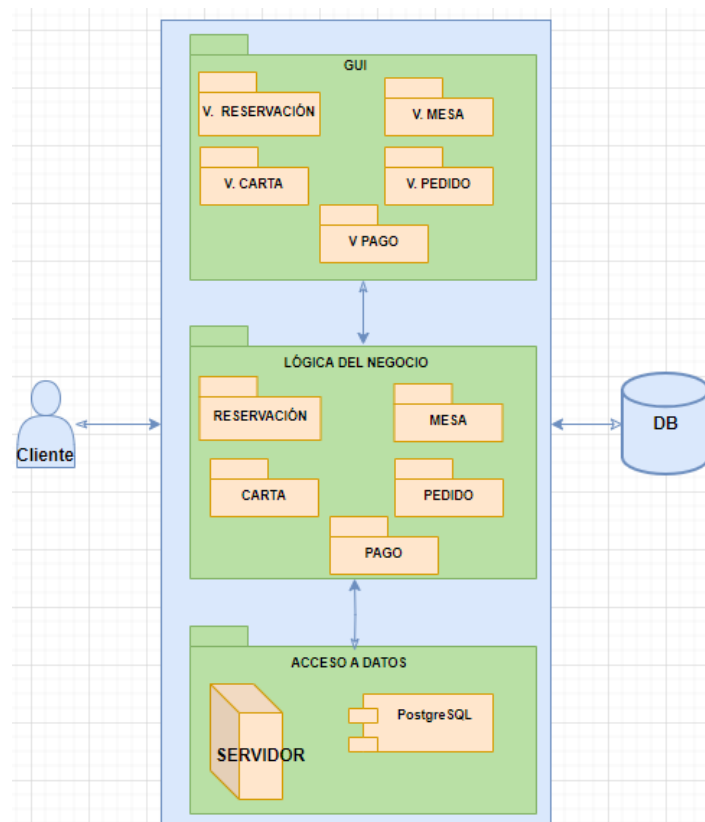 GUI
V. RESERVACIÓN
V. MESA
V. CARTA
V. PEDIDO
V PAGO
LÓGICA DEL NEGOCIO
RESERVACIÓN
MESA
CARTA
PEDIDO
PAGO
Cliente
DB
ACCESO A DATOS
SERVIDOR
PostgreSQL